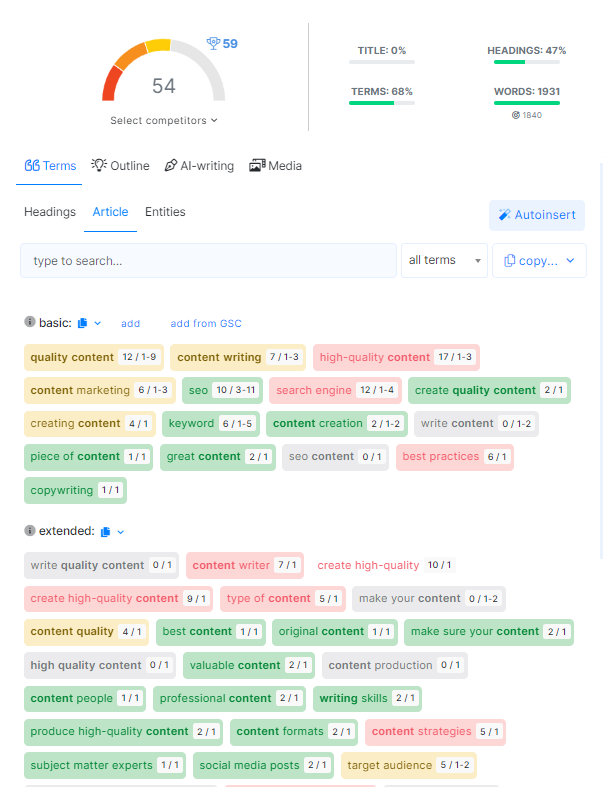 59
54
Select competitors
TITLE: 0%
HEADINGS: 47%
TERMS: 68%
WORDS: 1931
1840
Terms Outline AI-writing Media
Headings Article Entities
Autoinsert
type to search...
all terms
copy...
basic: add add from GSC
quality content 12 / 1-9 content writing 7 / 1-3 high-quality content 17 / 1-3
content marketing 6 / 1-3 seo 10 / 3-11 search engine 12 / 1-4 create quality content 2 / 1
creating content 4 / 1 keyword 6 / 1-5 content creation 2 / 1-2 write content 0 / 1-2
piece of content 1 / 1 great content 2 / 1 seo content 0 / 1 best practices 6 / 1
copywriting 1 / 1
extended:
write quality content 0 / 1 content writer 7 / 1 create high-quality 10 / 1
create high-quality content 9 / 1 type of content 5 / 1 make your content 0 / 1-2
content quality 4 / 1 best content 1 / 1 original content 1 / 1 make sure your content 2 / 1
high quality content 0 / 1 valuable content 2 / 1 content production 0 / 1
content people 1 / 1 professional content 2 / 1 writing skills 2 / 1
produce high-quality content 2 / 1 content formats 2 / 1 content strategies 5 / 1
subject matter experts 1 / 1 social media posts 2 / 1 target audience 5 / 1-2